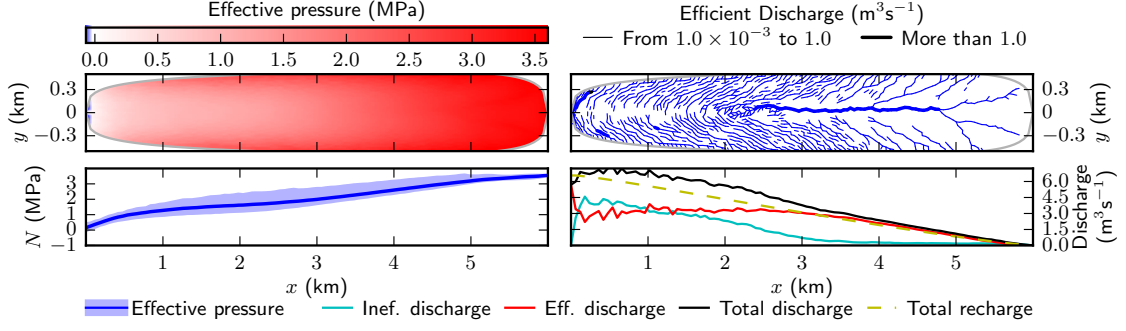 Effective pressure (MPa)
0.0 0.5 1.0 1.5 2.0 2.5 3.0 3.5
Efficient Discharge (m³s⁻¹)
From 1.0 × 10⁻³ to 1.0
More than 1.0
y (km)
0.3
0
−0.3
0.3
0
−0.3
y (km)
N (MPa)
3
2
1
0
−1
1 2 3 4 5
x (km)
6.0
4.5
3.0
1.5
0.0
Discharge
(m³s⁻¹)
1 2 3 4 5
x (km)
Effective pressure
Inef. discharge
Eff. discharge
Total discharge
Total recharge